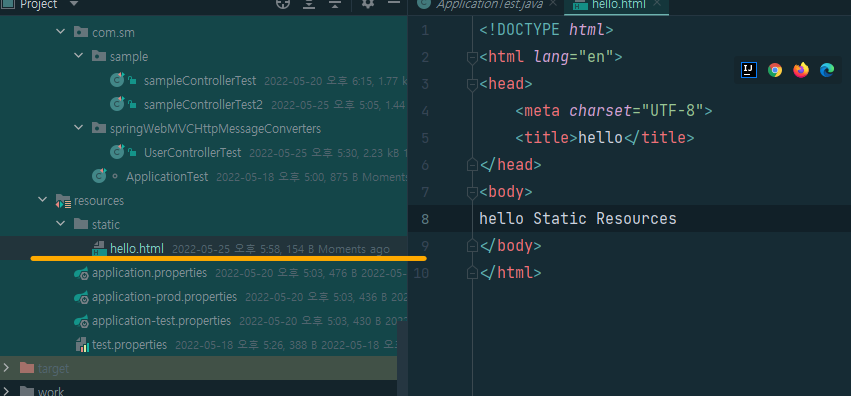 Project
com.sm
sample
sampleControllerTest 2022-05-20 오후 6:15, 1.77 k
sampleControllerTest2 2022-05-25 오후 5:05, 1.44
springWebMVCHttpMessageConverters
UserControllerTest 2022-05-25 오후 5:30, 2.23 kB 1
ApplicationTest 2022-05-18 오후 5:00, 875 B Moments
resources
static
hello.html 2022-05-25 오후 5:58, 154 B Moments ago
application.properties 2022-05-20 오후 5:03, 476 B 2022-05-
application-prod.properties 2022-05-20 오후 5:03, 436 B 2022-
application-test.properties 2022-05-20 오후 5:03, 430 B 202
test.properties 2022-05-18 오후 5:26, 388 B 2022-05-18 오후
target
work
ApplicationTest.java
hello.html
1 <!DOCTYPE html>
2 <html lang="en">
3 <head>
4 <meta charset="UTF-8">
5 <title>hello</title>
6 </head>
7 <body>
8 hello Static Resources
9 </body>
10 </html>
IJ